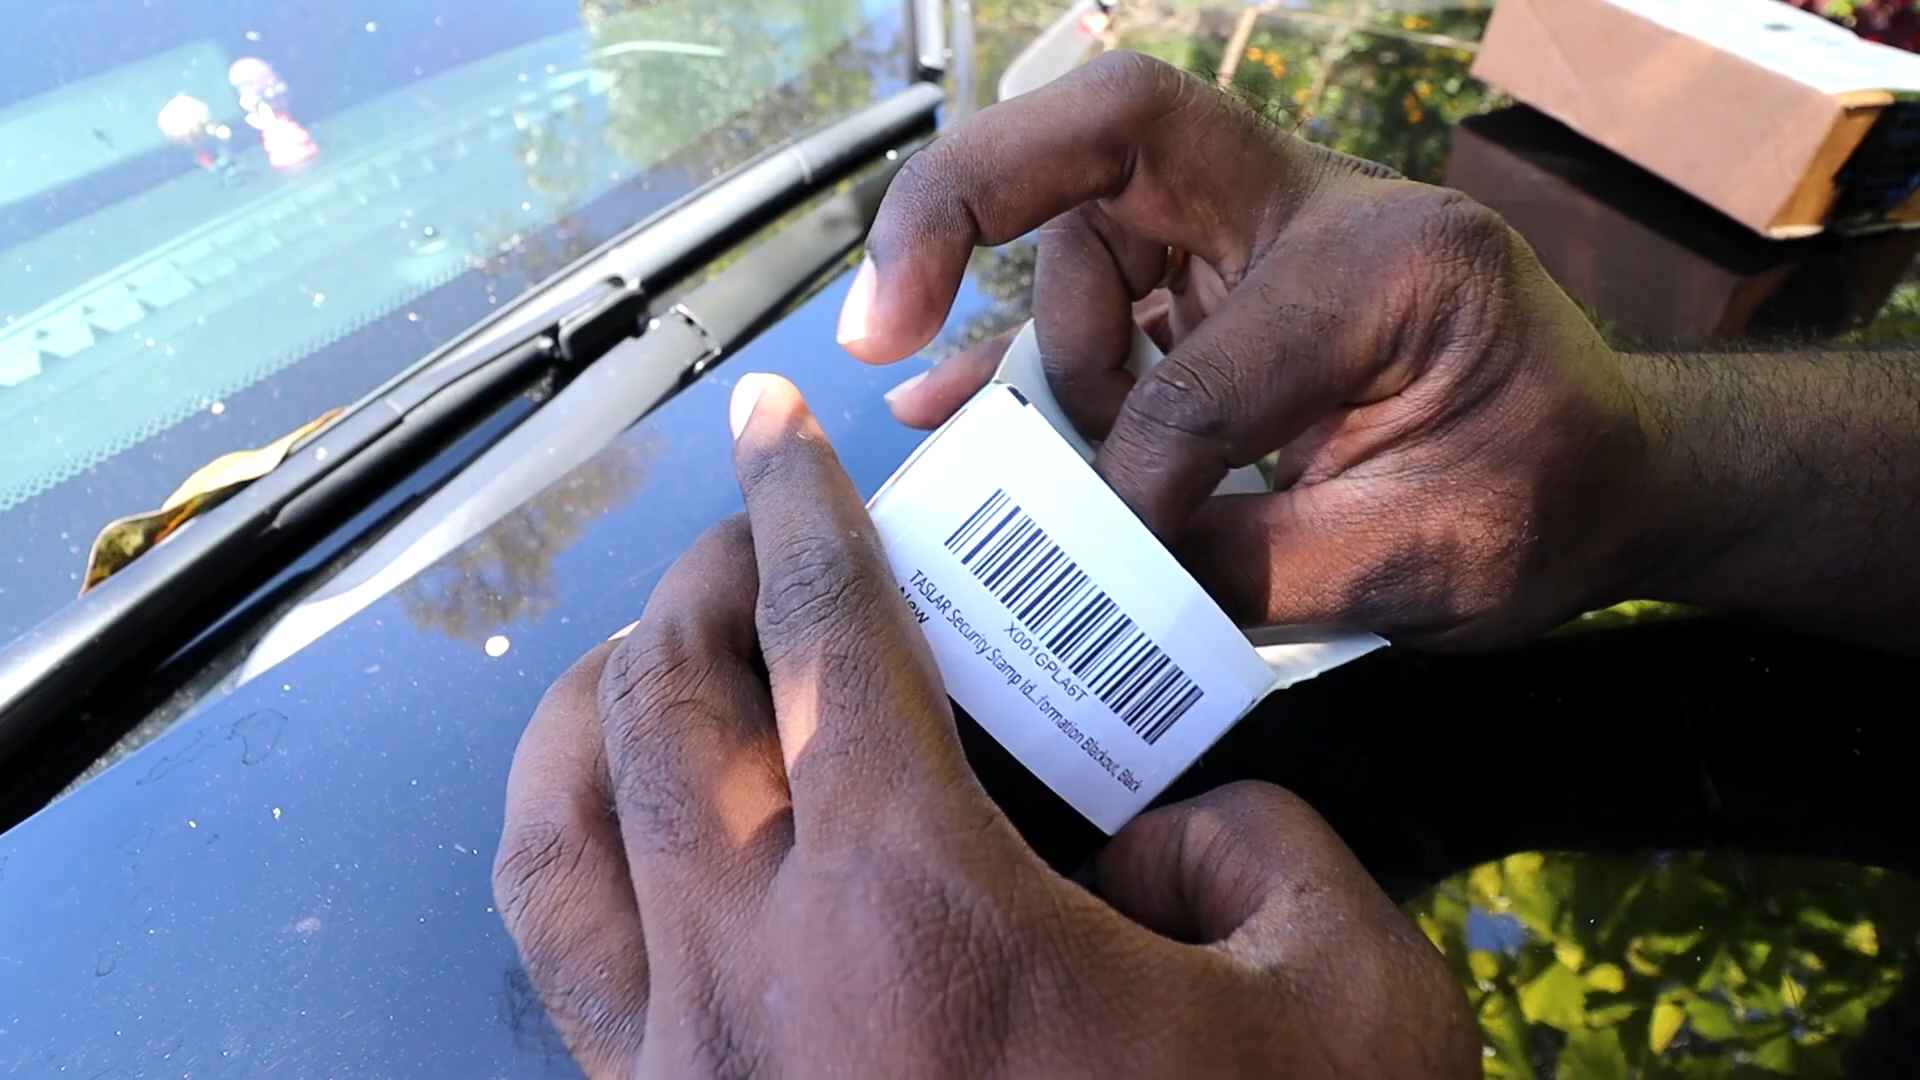 X001GPLA6T
TASLAR Security Stamp Id...formation Blackout, Black
New